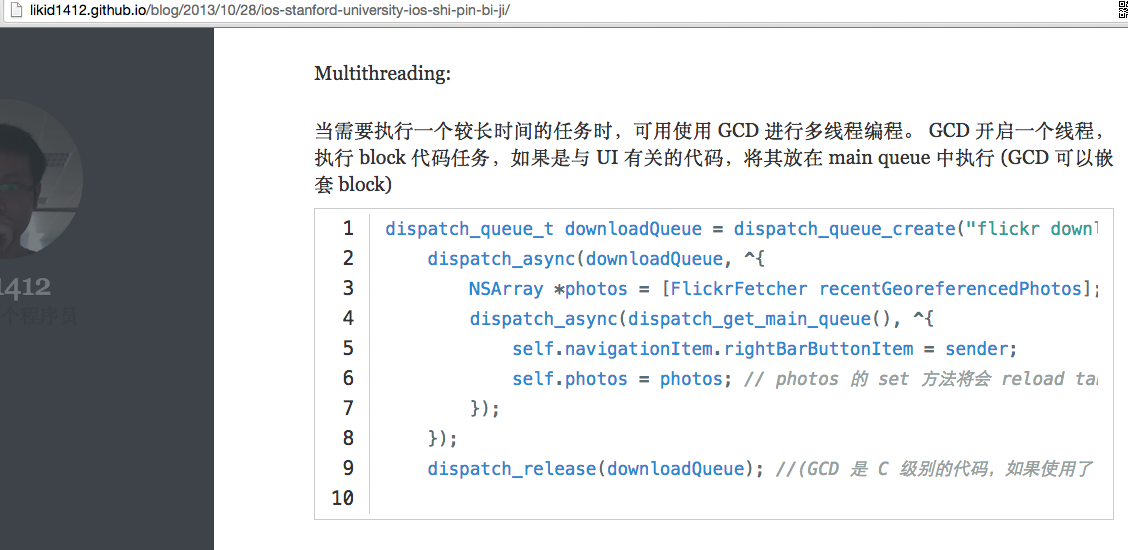 likid1412.github.io/blog/2013/10/28/ios-stanford-university-ios-shi-pin-bi-ji/
Multithreading:
当需要执行一个较长时间的任务时，可用使用 GCD 进行多线程编程。 GCD 开启一个线程，
执行 block 代码任务，如果是与 UI 有关的代码，将其放在 main queue 中执行 (GCD 可以嵌
套 block)
1412
个程序员
1 dispatch_queue_t downloadQueue = dispatch_queue_create("flickr downl
2 dispatch_async(downloadQueue, ^{
3 NSArray *photos = [FlickrFetcher recentGeoreferencedPhotos];
4 dispatch_async(dispatch_get_main_queue(), ^{
5 self.navigationItem.rightBarButtonItem = sender;
6 self.photos = photos; // photos 的 set 方法将会 reload
7 });
8 });
9 dispatch_release(downloadQueue); //(GCD 是 C 级别的代码，如果使用了
10